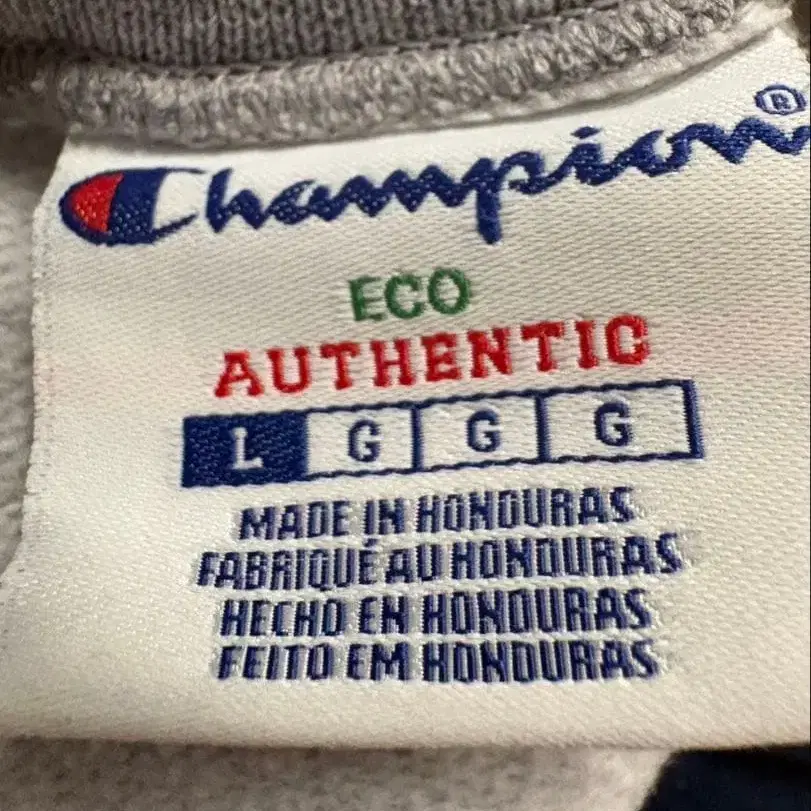 Champion®
ECO
AUTHENTIC
L G G G
MADE IN HONDURAS
FABRIQUÉ AU HONDURAS
HECHO EN HONDURAS
FEITO EM HONDURAS